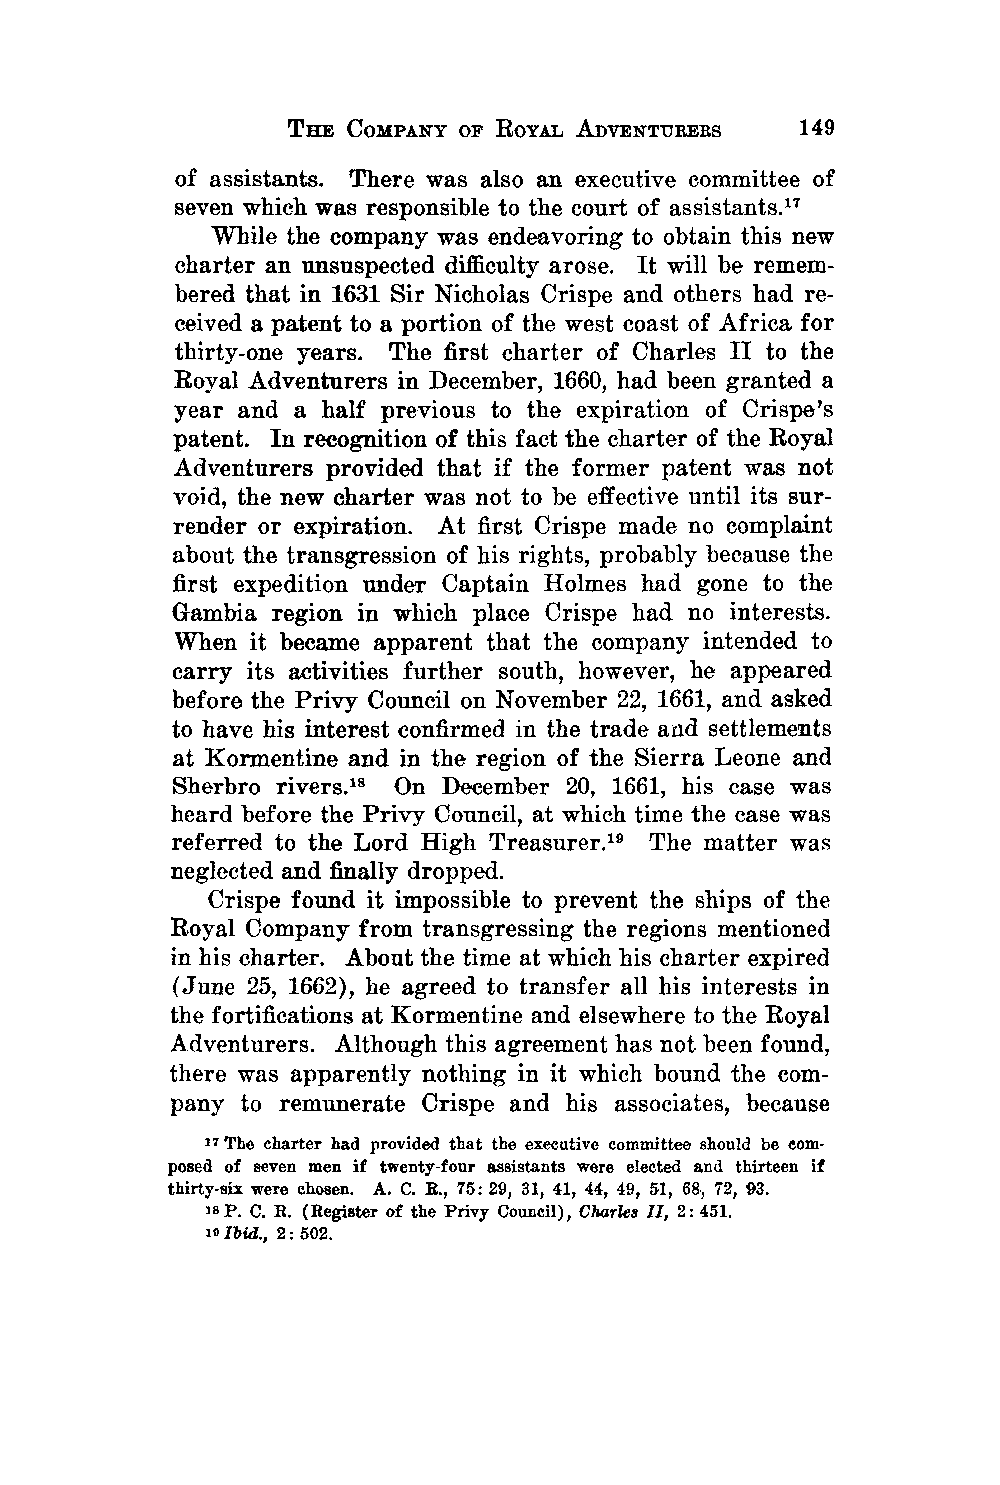 THE COMPANY OF ROYAL ADVENTURERS 149
of assistants. There was also an executive committee of
seven which was responsible to the court of assistants.¹⁷
While the company was endeavoring to obtain this new
charter an unsuspected difficulty arose. It will be remem-
bered that in 1631 Sir Nicholas Crispe and others had re-
ceived a patent to a portion of the west coast of Africa for
thirty-one years. The first charter of Charles II to the
Royal Adventurers in December, 1660, had been granted a
year and a half previous to the expiration of Crispe's
patent. In recognition of this fact the charter of the Royal
Adventurers provided that if the former patent was not
void, the new charter was not to be effective until its sur-
render or expiration. At first Crispe made no complaint
about the transgression of his rights, probably because the
first expedition under Captain Holmes had gone to the
Gambia region in which place Crispe had no interests.
When it became apparent that the company intended to
carry its activities further south, however, he appeared
before the Privy Council on November 22, 1661, and asked
to have his interest confirmed in the trade and settlements
at Kormentine and in the region of the Sierra Leone and
Sherbro rivers.¹⁸ On December 20, 1661, his case was
heard before the Privy Council, at which time the case was
referred to the Lord High Treasurer.¹⁹ The matter was
neglected and finally dropped.
Crispe found it impossible to prevent the ships of the
Royal Company from transgressing the regions mentioned
in his charter. About the time at which his charter expired
(June 25, 1662), he agreed to transfer all his interests in
the fortifications at Kormentine and elsewhere to the Royal
Adventurers. Although this agreement has not been found,
there was apparently nothing in it which bound the com-
pany to remunerate Crispe and his associates, because
¹⁷ The charter had provided that the executive committee should be com-
posed of seven men if twenty-four assistants were elected and thirteen if
thirty-six were chosen. A. C. R., 75: 29, 31, 41, 44, 49, 51, 68, 72, 93.
¹⁸ P. C. R. (Register of the Privy Council), Charles II, 2: 451.
¹⁹ Ibid., 2: 502.